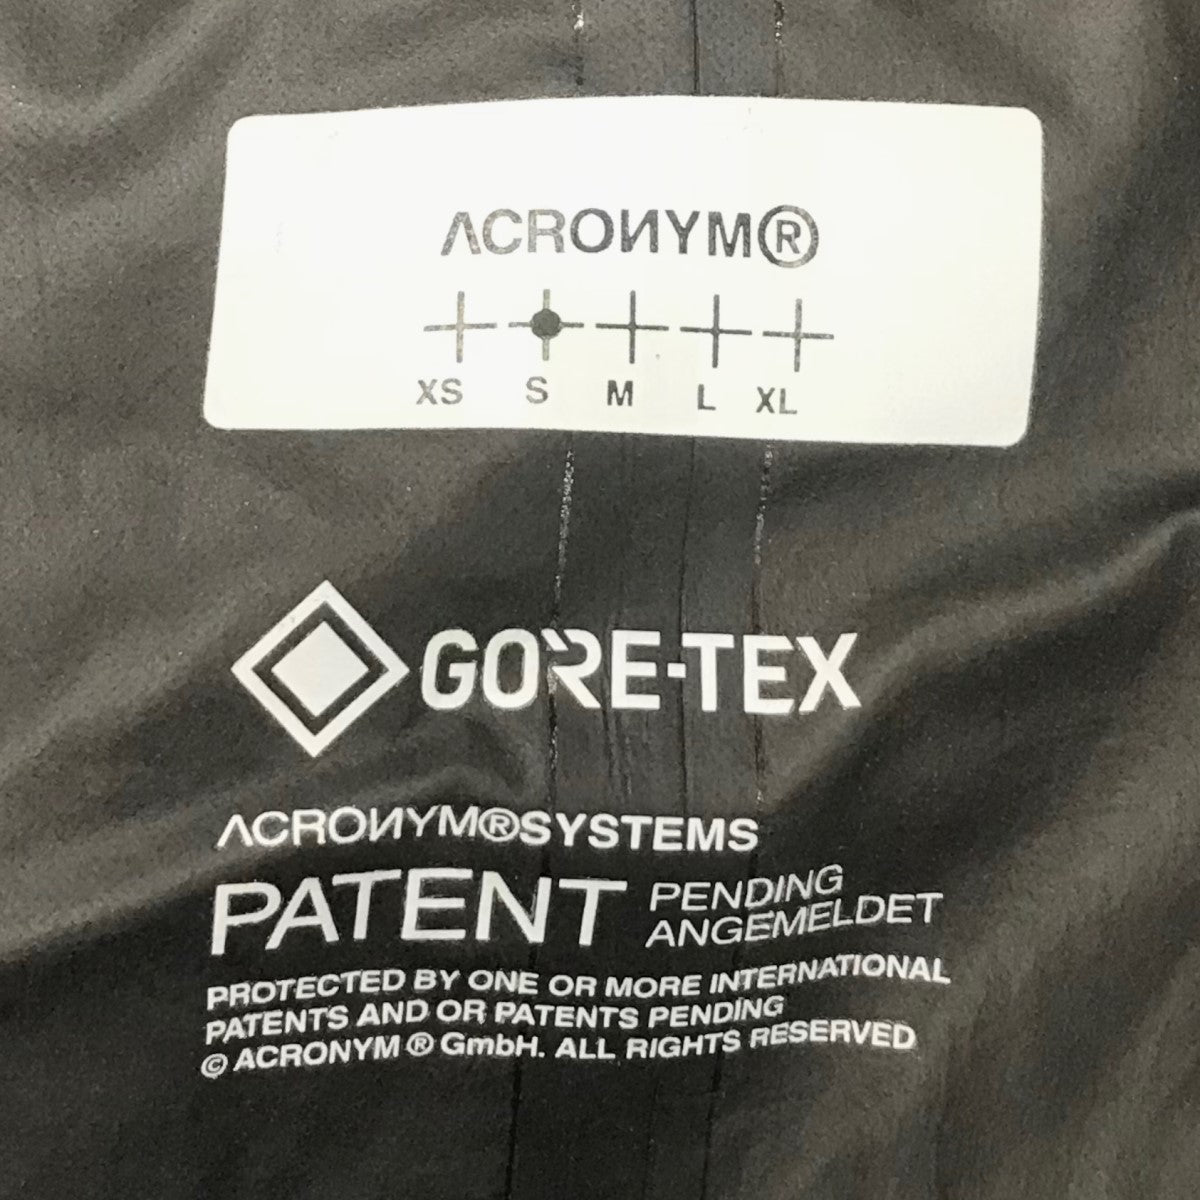 ACRONYM®
XS S M L XL
GORE-TEX
ACRONYM®SYSTEMS
PATENT PENDING
ANGEMELDET
PROTECTED BY ONE OR MORE INTERNATIONAL
PATENTS AND OR PATENTS PENDING
© ACRONYM ® GmbH. ALL RIGHTS RESERVED